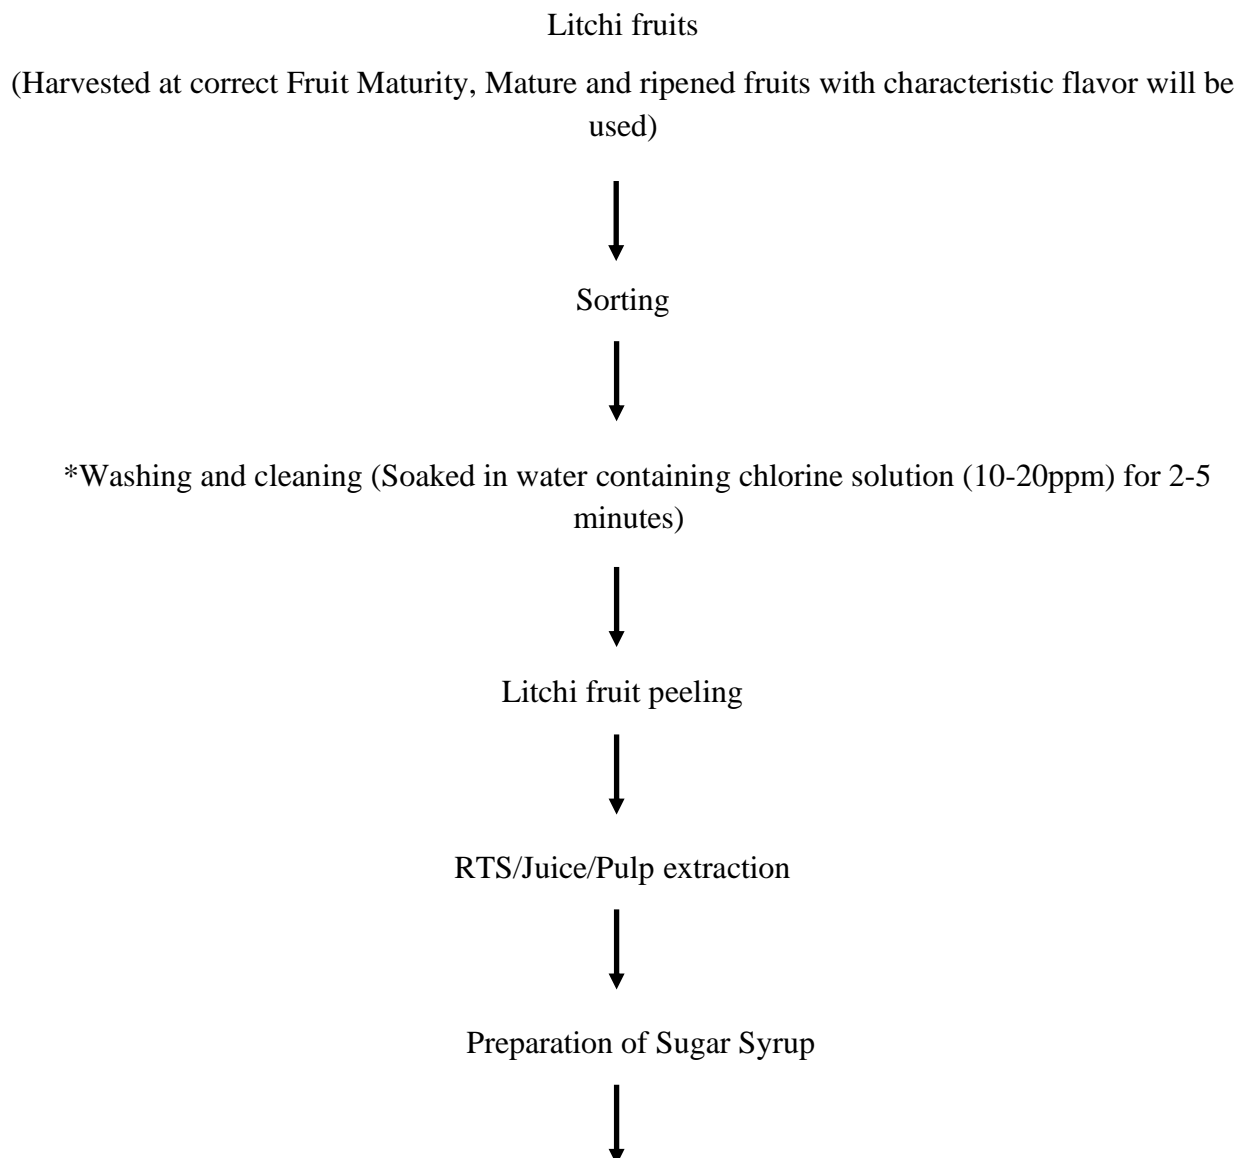 Litchi fruits
(Harvested at correct Fruit Maturity, Mature and ripened fruits with characteristic flavor will be
used)
Sorting
*Washing and cleaning (Soaked in water containing chlorine solution (10-20ppm) for 2-5
minutes)
Litchi fruit peeling
RTS/Juice/Pulp extraction
Preparation of Sugar Syrup